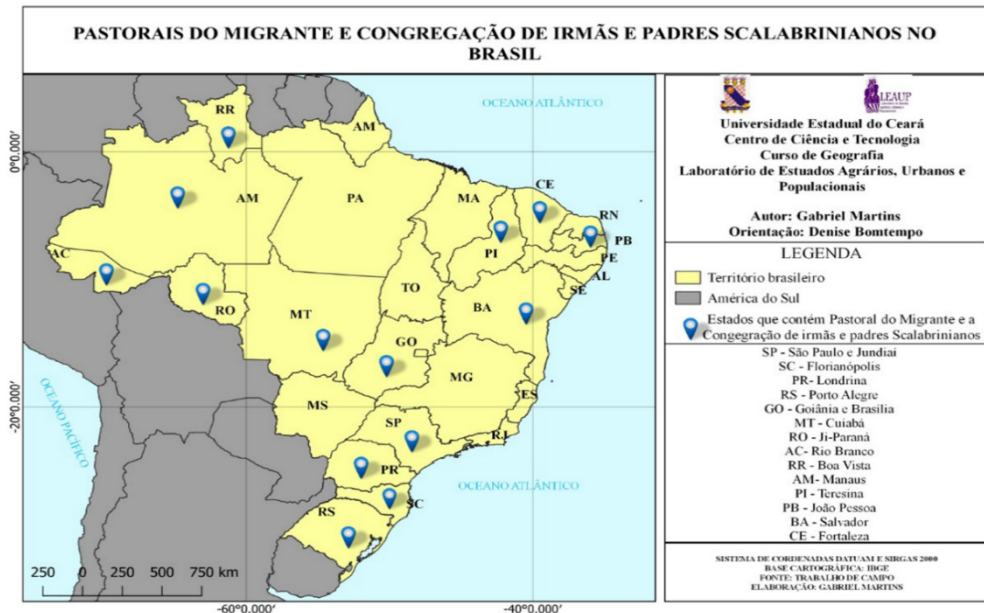 PASTORAIS DO MIGRANTE E CONGREGAÇÃO DE IRMÃS E PADRES SCALABRINIANOS NO
BRASIL
OCEANO ATLÂNTICO
RR
AM
0°0.000'
AM
PA
MA
CE
RN
PB
PI
PE
AL
SE
AC
RO
TO
BA
MT
GO
MG
MS
ES
-20°0.000'
SP
RJ
OCEANO PACÍFICO
PR
OCEANO ATLÂNTICO
SC
RS
250 0 250 500 750 km
-60°0.000'
-40°0.000'
LEAUP
Universidade Estadual do Ceará
Centro de Ciência e Tecnologia
Curso de Geografia
Laboratório de Estuados Agrários, Urbanos e
Populacionais
Autor: Gabriel Martins
Orientação: Denise Bomtempo
LEGENDA
Território brasileiro
América do Sul
Estados que contém Pastoral do Migrante e a
Congegração de irmãs e padres Scalabrinianos
SP - São Paulo e Jundiaí
SC - Florianópolis
PR- Londrina
RS - Porto Alegre
GO - Goiânia e Brasília
MT - Cuiabá
RO - Ji-Paraná
AC- Rio Branco
RR - Boa Vista
AM- Manaus
PI - Teresina
PB - João Pessoa
BA - Salvador
CE - Fortaleza
SISTEMA DE CORDENADAS DATUAM E SIRGAS 2000
BASE CARTOGRÁFICA: IBGE
FONTE: TRABALHO DE CAMPO
ELABORAÇÃO: GABRIEL MARTINS